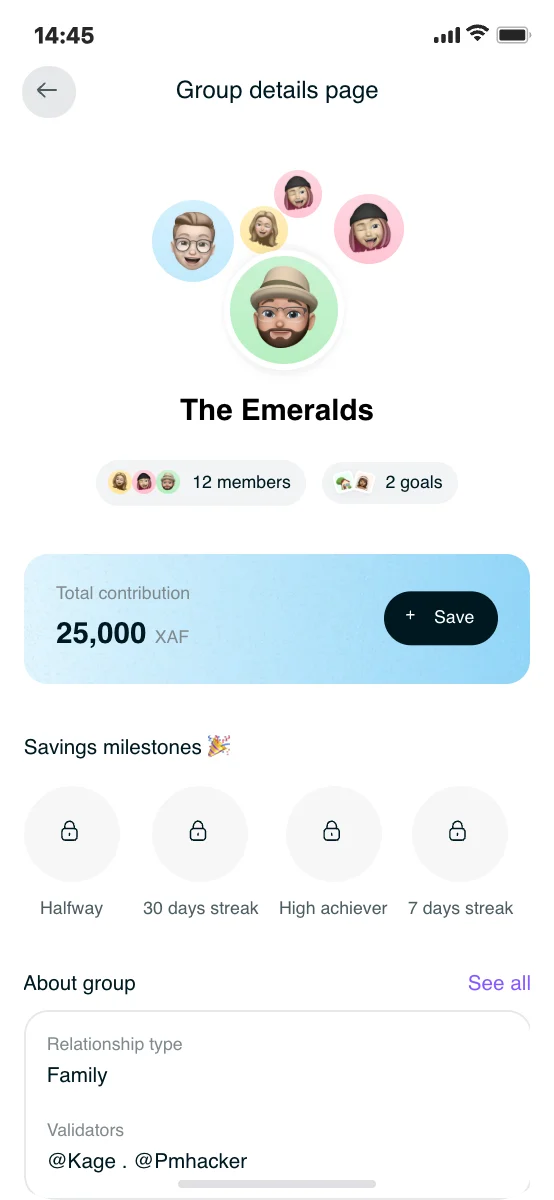 14:45
Group details page
The Emeralds
12 members
2 goals
Total contribution
25,000 XAF
+ Save
Savings milestones 🎉
Halfway
30 days streak
High achiever
7 days streak
About group
See all
Relationship type
Family
Validators
@Kage . @Pmhacker